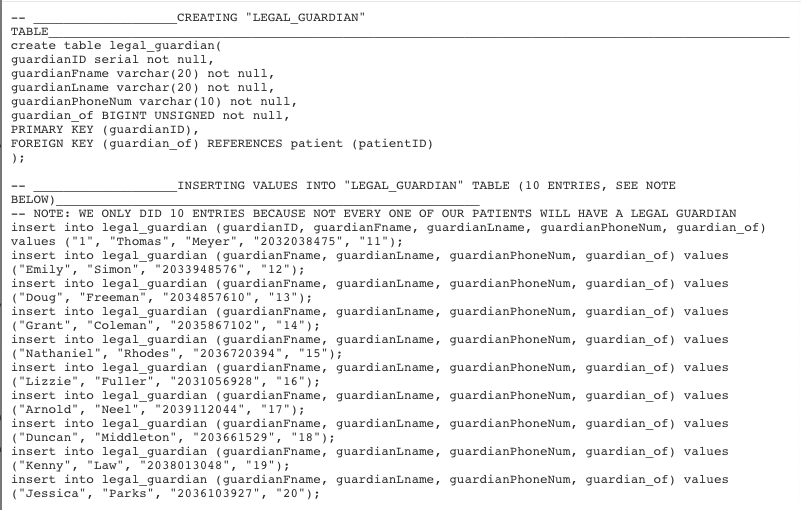 -- ___________________CREATING "LEGAL_GUARDIAN"
TABLE__________________________________________________________________________________________________
create table legal_guardian(
guardianID serial not null,
guardianFname varchar(20) not null,
guardianLname varchar(20) not null,
guardianPhoneNum varchar(10) not null,
guardian_of BIGINT UNSIGNED not null,
PRIMARY KEY (guardianID),
FOREIGN KEY (guardian_of) REFERENCES patient (patientID)
);
-- ___________________INSERTING VALUES INTO "LEGAL_GUARDIAN" TABLE (10 ENTRIES, SEE NOTE
BELOW)________________________________________________________
-- NOTE: WE ONLY DID 10 ENTRIES BECAUSE NOT EVERY ONE OF OUR PATIENTS WILL HAVE A LEGAL GUARDIAN
insert into legal_guardian (guardianID, guardianFname, guardianLname, guardianPhoneNum, guardian_of)
values ("1", "Thomas", "Meyer", "2032038475", "11");
insert into legal_guardian (guardianFname, guardianLname, guardianPhoneNum, guardian_of) values
("Emily", "Simon", "2033948576", "12");
insert into legal_guardian (guardianFname, guardianLname, guardianPhoneNum, guardian_of) values
("Doug", "Freeman", "2034857610", "13");
insert into legal_guardian (guardianFname, guardianLname, guardianPhoneNum, guardian_of) values
("Grant", "Coleman", "2035867102", "14");
insert into legal_guardian (guardianFname, guardianLname, guardianPhoneNum, guardian_of) values
("Nathaniel", "Rhodes", "2036720394", "15");
insert into legal_guardian (guardianFname, guardianLname, guardianPhoneNum, guardian_of) values
("Lizzie", "Fuller", "2031056928", "16");
insert into legal_guardian (guardianFname, guardianLname, guardianPhoneNum, guardian_of) values
("Arnold", "Neel", "2039112044", "17");
insert into legal_guardian (guardianFname, guardianLname, guardianPhoneNum, guardian_of) values
("Duncan", "Middleton", "203661529", "18");
insert into legal_guardian (guardianFname, guardianLname, guardianPhoneNum, guardian_of) values
("Kenny", "Law", "2038013048", "19");
insert into legal_guardian (guardianFname, guardianLname, guardianPhoneNum, guardian_of) values
("Jessica", "Parks", "2036103927", "20");